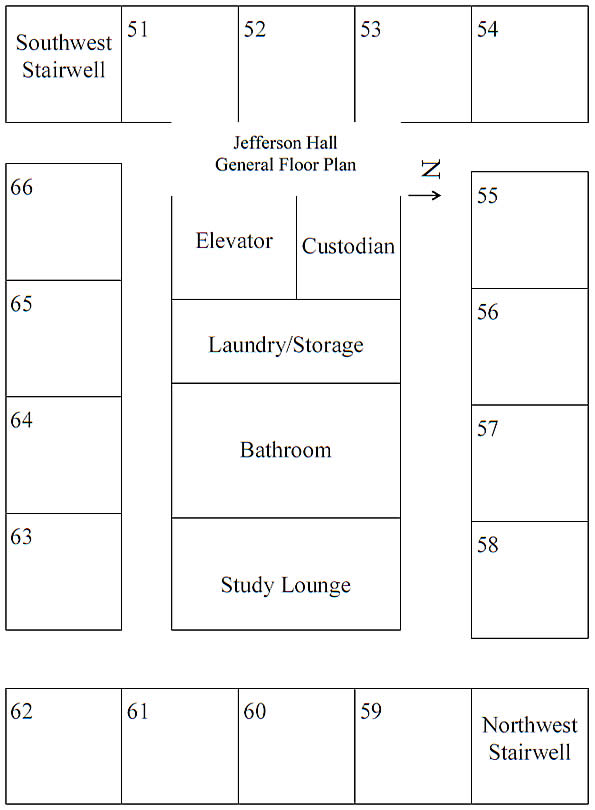 Southwest
Stairwell
51
52
53
54
Jefferson Hall
General Floor Plan
N
66
55
Elevator
Custodian
65
56
Laundry/Storage
64
57
Bathroom
63
58
Study Lounge
62
61
60
59
Northwest
Stairwell